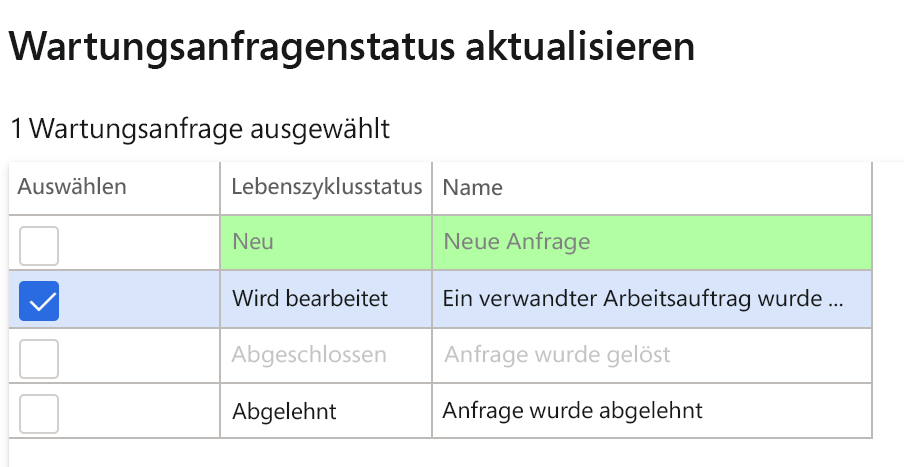 Wartungsanfragenstatus aktualisieren
1 Wartungsanfrage ausgewählt
Auswählen Lebenszyklusstatus Name
Neu Neue Anfrage
Wird bearbeitet Ein verwandter Arbeitsauftrag wurde ...
Abgeschlossen Anfrage wurde gelöst
Abgelehnt Anfrage wurde abgelehnt